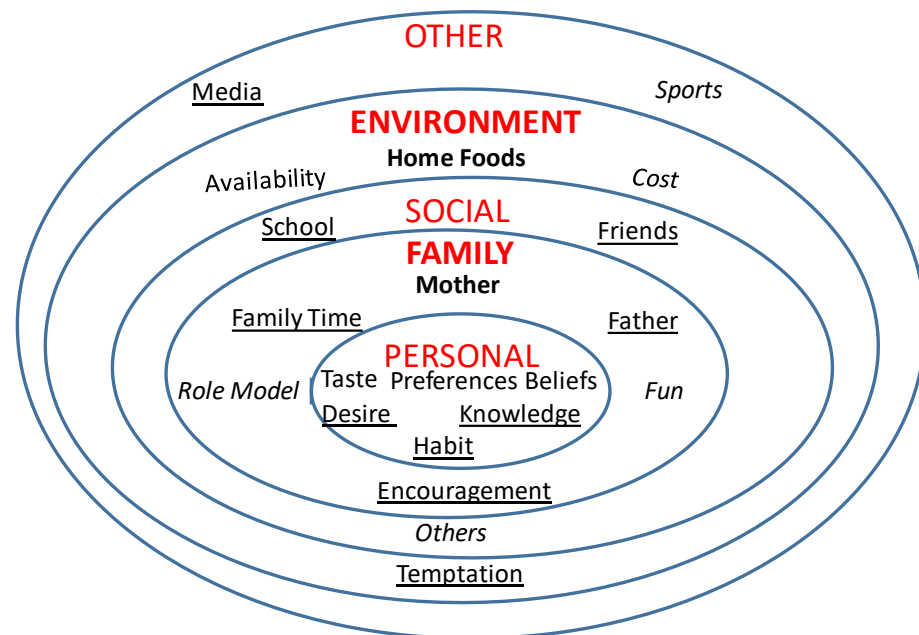 OTHER
Media
Sports
ENVIRONMENT
Home Foods
Availability
Cost
SOCIAL
School
Friends
FAMILY
Mother
Family Time
Father
PERSONAL
Taste Preferences Beliefs
Role Model
Fun
Desire Knowledge
Habit
Encouragement
Others
Temptation